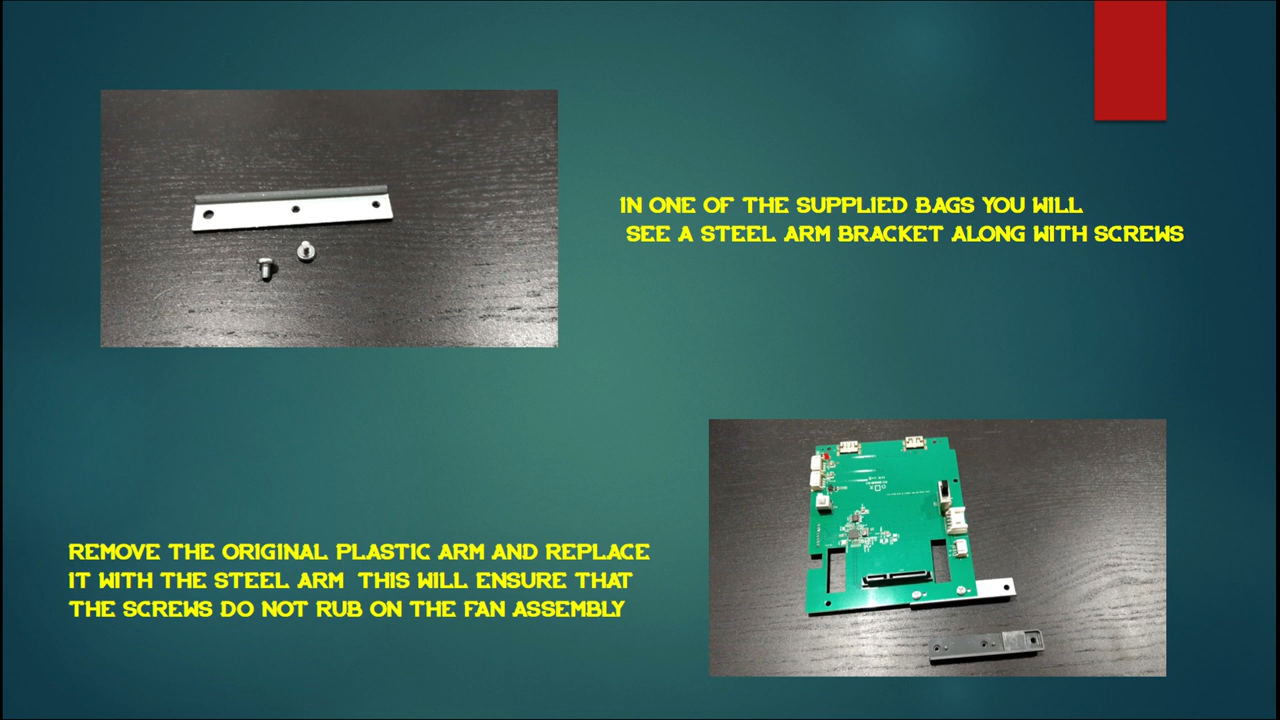 IN ONE OF THE SUPPLIED BAGS YOU WILL
SEE A STEEL ARM BRACKET ALONG WITH SCREWS
REMOVE THE ORIGINAL PLASTIC ARM AND REPLACE
IT WITH THE STEEL ARM THIS WILL ENSURE THAT
THE SCREWS DO NOT RUB ON THE FAN ASSEMBLY